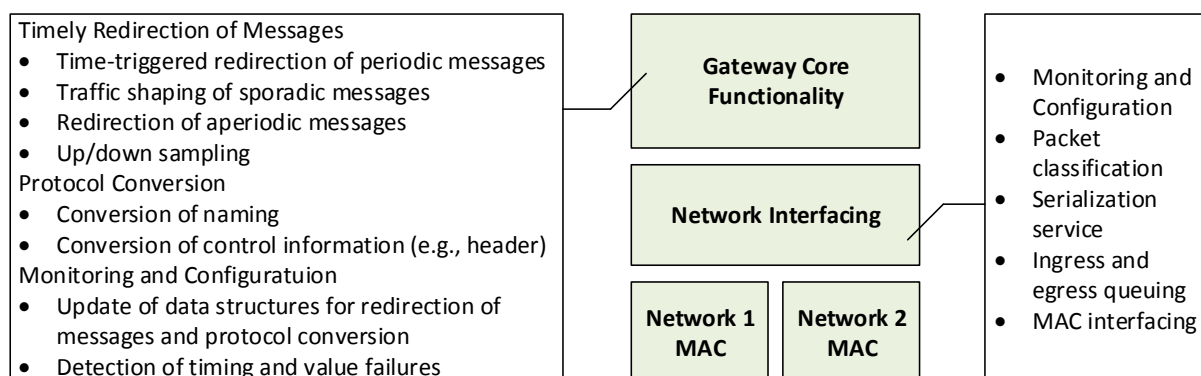 Timely Redirection of Messages
• Time-triggered redirection of periodic messages
• Traffic shaping of sporadic messages
• Redirection of aperiodic messages
• Up/down sampling
Protocol Conversion
• Conversion of naming
• Conversion of control information (e.g., header)
Monitoring and Configuratuion
• Update of data structures for redirection of
messages and protocol conversion
• Detection of timing and value failures
Gateway Core
Functionality
Network Interfacing
Network 1
MAC
Network 2
MAC
• Monitoring and
Configuration
• Packet
classification
• Serialization
service
• Ingress and
egress queuing
• MAC interfacing